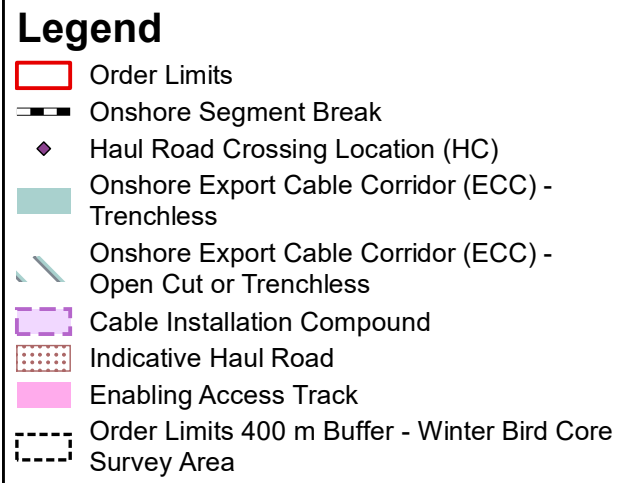 Legend
Order Limits
Onshore Segment Break
Haul Road Crossing Location (HC)
Onshore Export Cable Corridor (ECC) -
Trenchless
Onshore Export Cable Corridor (ECC) -
Open Cut or Trenchless
Cable Installation Compound
Indicative Haul Road
Enabling Access Track
Order Limits 400 m Buffer - Winter Bird Core
Survey Area